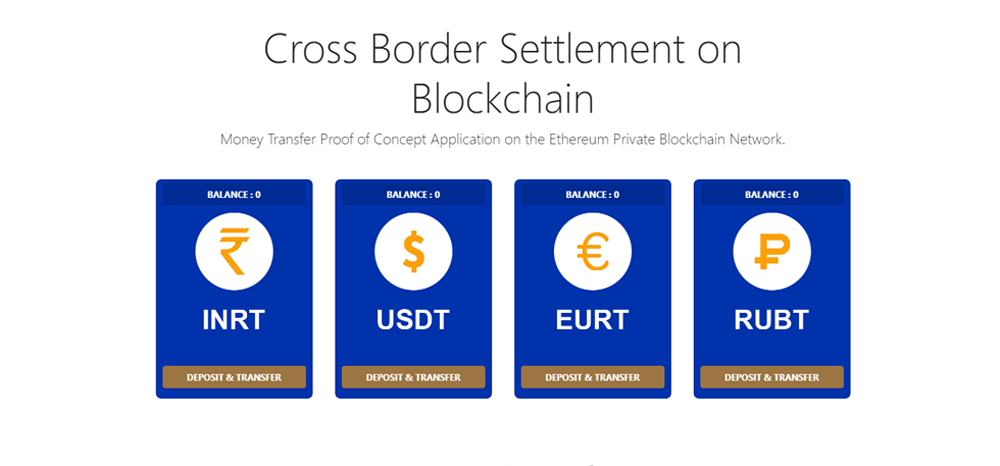 Cross Border Settlement on
Blockchain
Money Transfer Proof of Concept Application on the Ethereum Private Blockchain Network.
BALANCE : 0
₹
INRT
DEPOSIT & TRANSFER
BALANCE : 0
$
USDT
DEPOSIT & TRANSFER
BALANCE : 0
€
EURT
DEPOSIT & TRANSFER
BALANCE : 0
₽
RUBT
DEPOSIT & TRANSFER